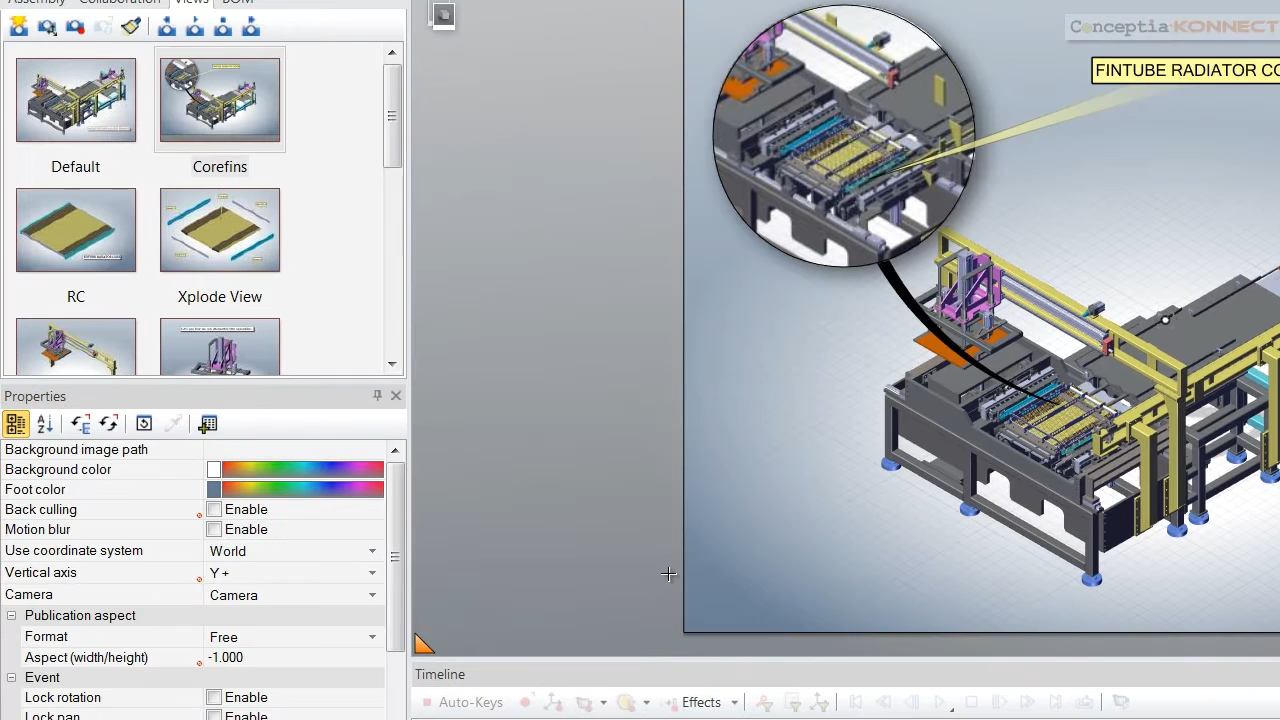 Assembly Collaboration Views BOM
Conceptia KONNECT
FINTUBE RADIATOR CO
Default
Corefins
RC
Xplode View
Properties
Background image path
Background color
Foot color
Back culling Enable
Motion blur Enable
Use coordinate system World
Vertical axis Y +
Camera Camera
Publication aspect
Format Free
Aspect (width/height) -1.000
Event
Lock rotation Enable
Lock pan Enable
Timeline
Auto-Keys Effects